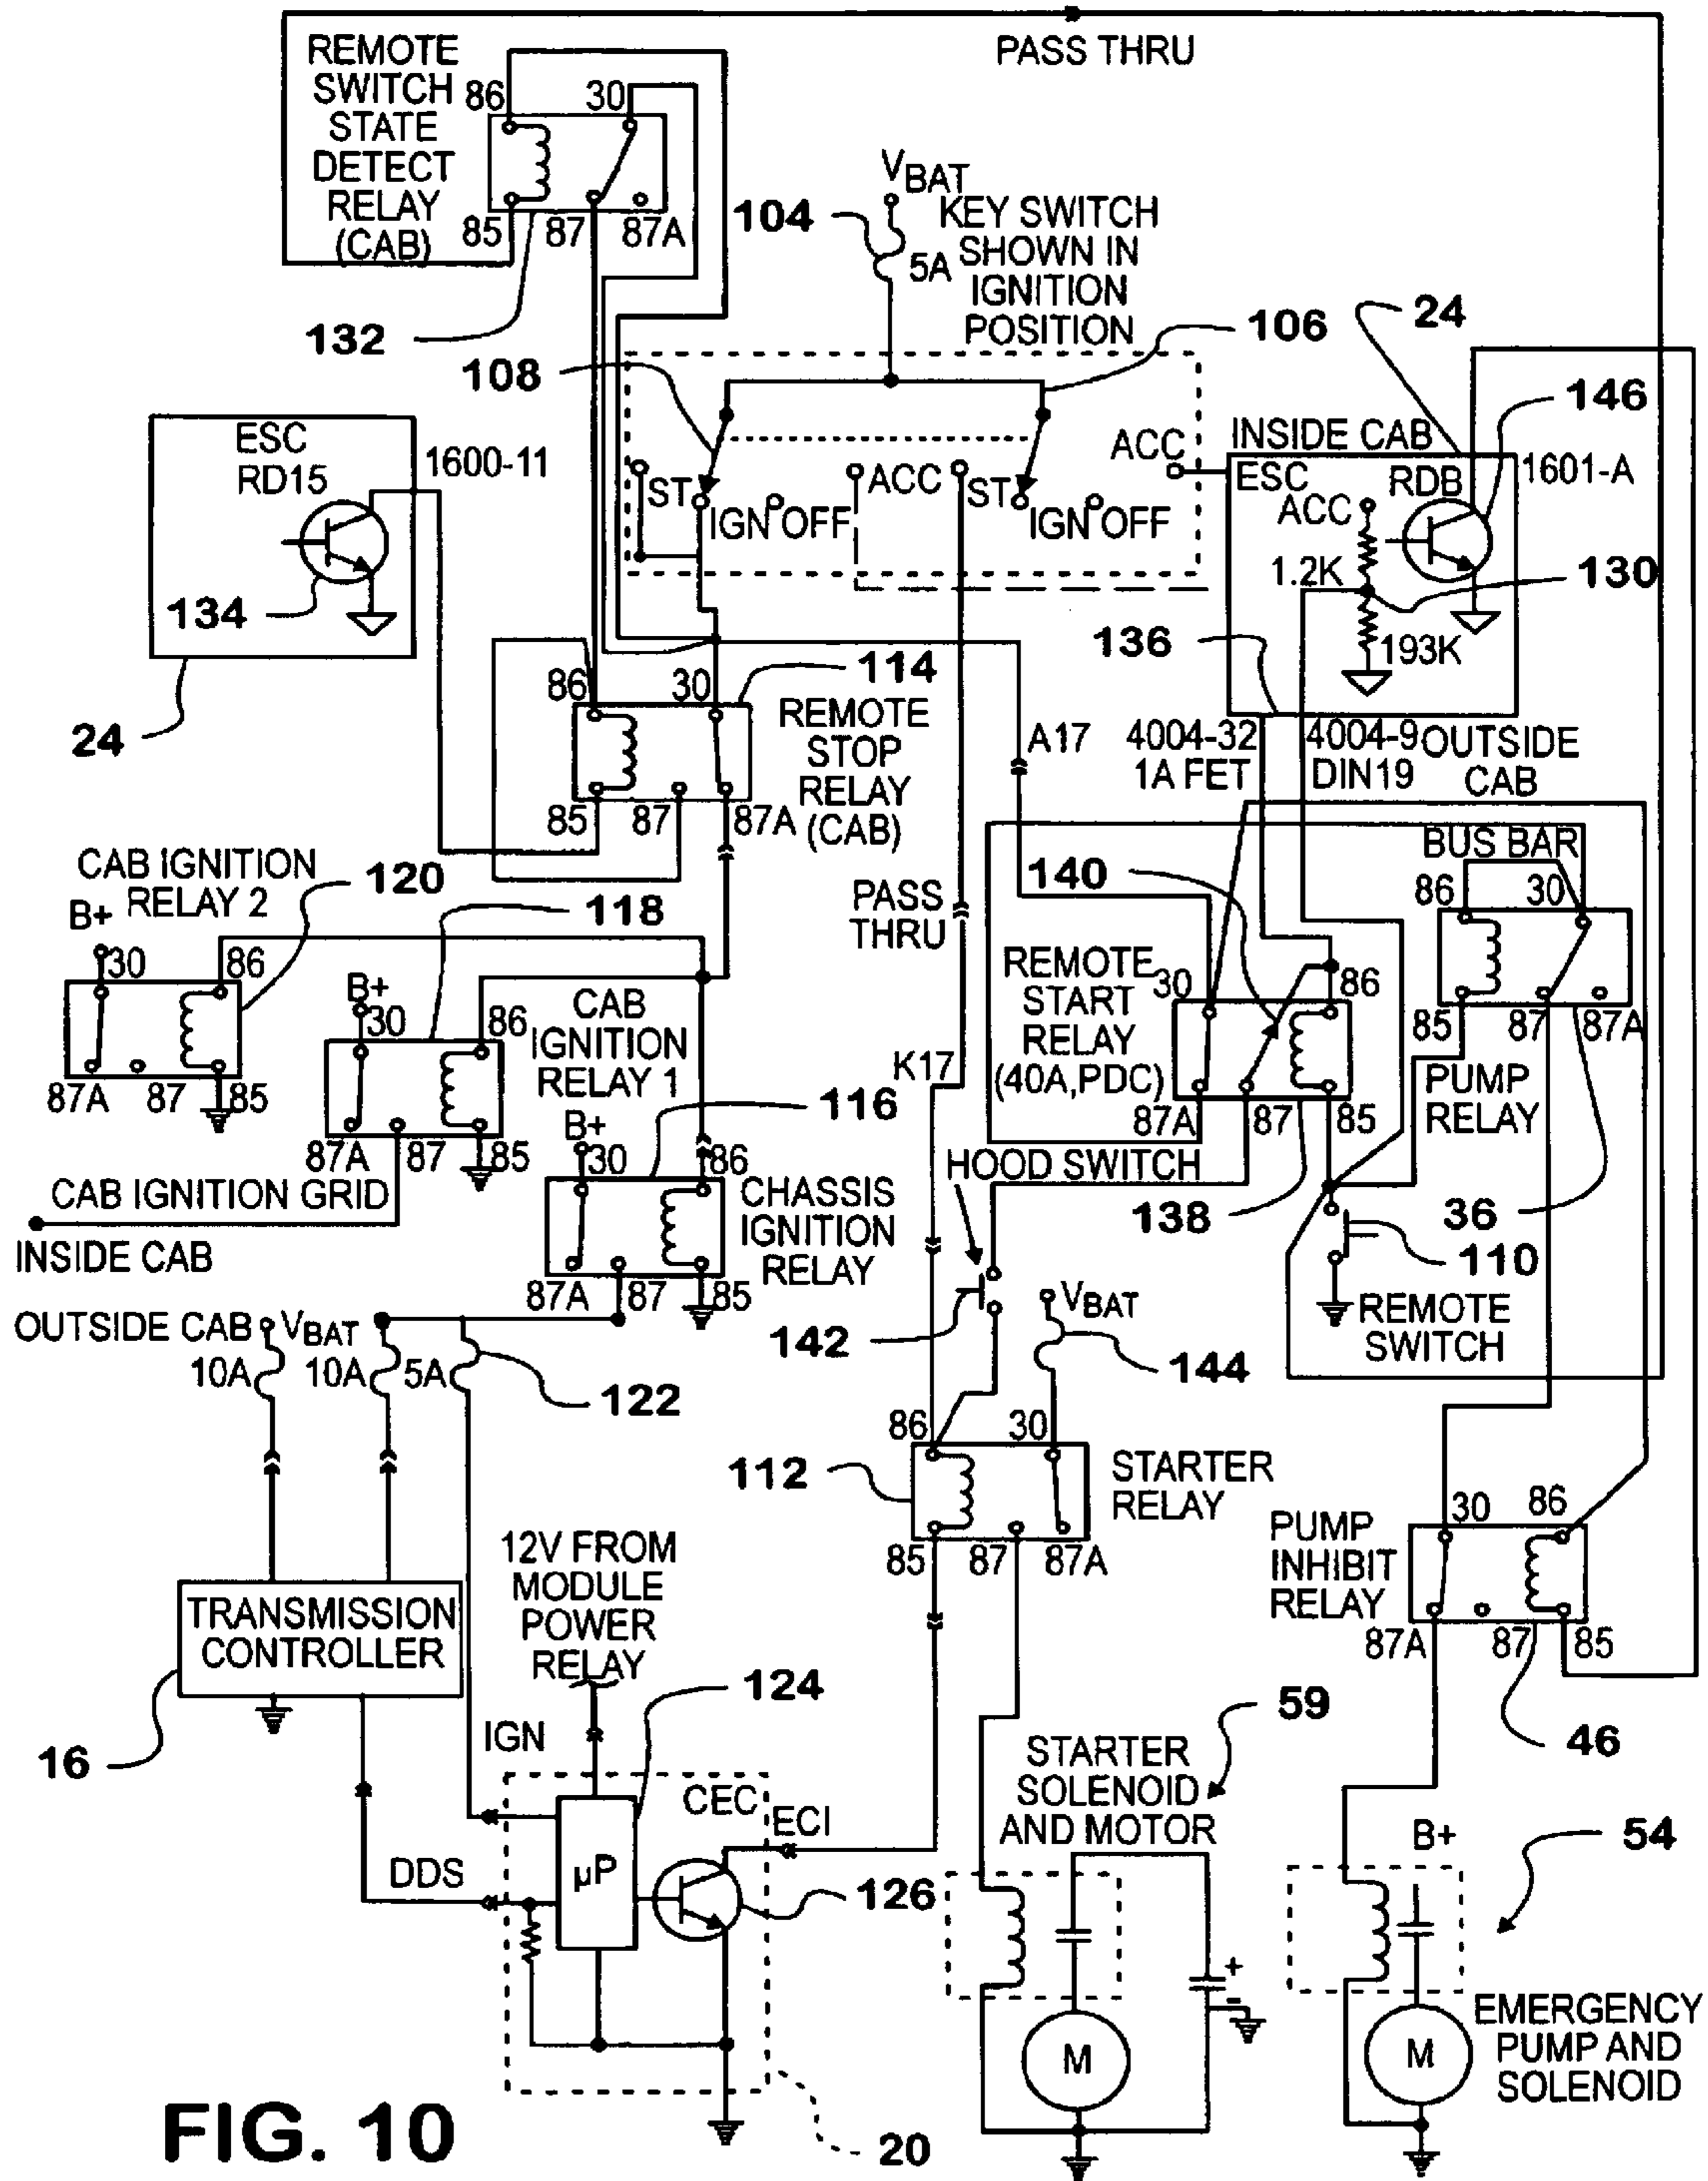 PASS THRU
REMOTE
SWITCH
STATE
DETECT
RELAY
(CAB)
86
30
85
87
87A
132
VBAT
104
5A
KEY SWITCH
SHOWN IN
IGNITION
POSITION
106
108
24
146
ESC
RD15
1600-11
134
24
ST
IGN
OFF
ACC
ST
IGN
OFF
ACC
INSIDE CAB
ESC
ACC
RDB
1601-A
1.2K
130
193K
136
86
30
114
REMOTE
STOP
RELAY
(CAB)
85
87
87A
A17
4004-32
1A FET
4004-9
DIN19
OUTSIDE
CAB
CAB IGNITION
RELAY 2
120
B+
30
86
87A
87
85
118
B+
30
86
CAB
IGNITION
RELAY 1
87A
87
85
CAB IGNITION GRID
INSIDE CAB
116
B+
30
86
CHASSIS
IGNITION
RELAY
87A
87
85
PASS
THRU
K17
140
REMOTE
START
RELAY
(40A,PDC)
30
86
87A
87
85
138
BUS BAR
86
30
85
87
87A
PUMP
RELAY
36
HOOD SWITCH
142
110
REMOTE
SWITCH
VBAT
144
OUTSIDE CAB
VBAT
10A
10A
5A
122
86
30
112
STARTER
RELAY
85
87
87A
30
86
PUMP
INHIBIT
RELAY
87A
87
85
46
TRANSMISSION
CONTROLLER
16
12V FROM
MODULE
POWER
RELAY
124
IGN
CEC
ECI
DDS
µP
126
20
STARTER
SOLENOID
AND MOTOR
59
+
-
M
B+
54
M
EMERGENCY
PUMP AND
SOLENOID
FIG. 10